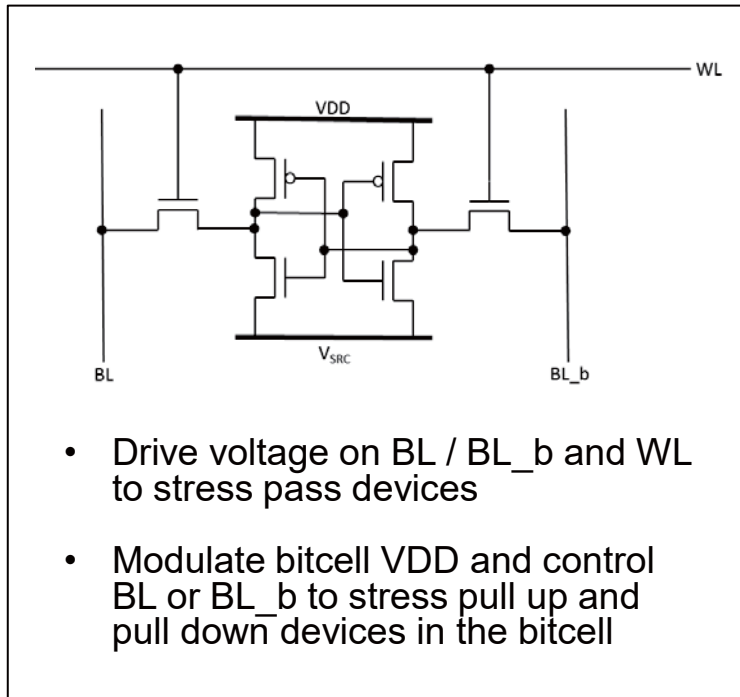 WL
VDD
V_SRC
BL
BL_b
• Drive voltage on BL / BL_b and WL
to stress pass devices
• Modulate bitcell VDD and control
BL or BL_b to stress pull up and
pull down devices in the bitcell